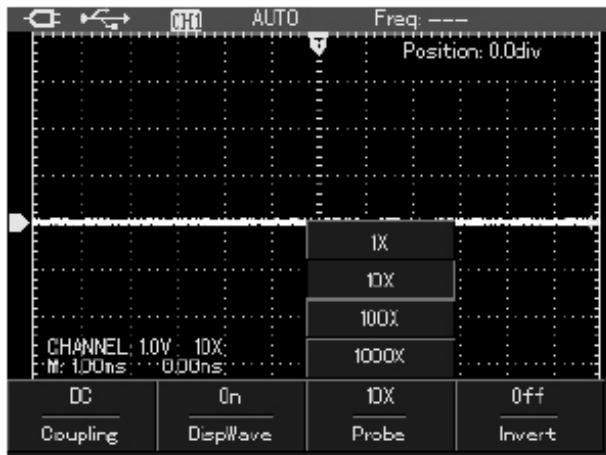 CH1 AUTO Freq: ---
T
Position: 0.0div
1X
10X
100X
1000X
CHANNEL: 1.0V 10X
M: 1.00ns 0.00ns
DC On 10X Off
Coupling DispWave Probe Invert